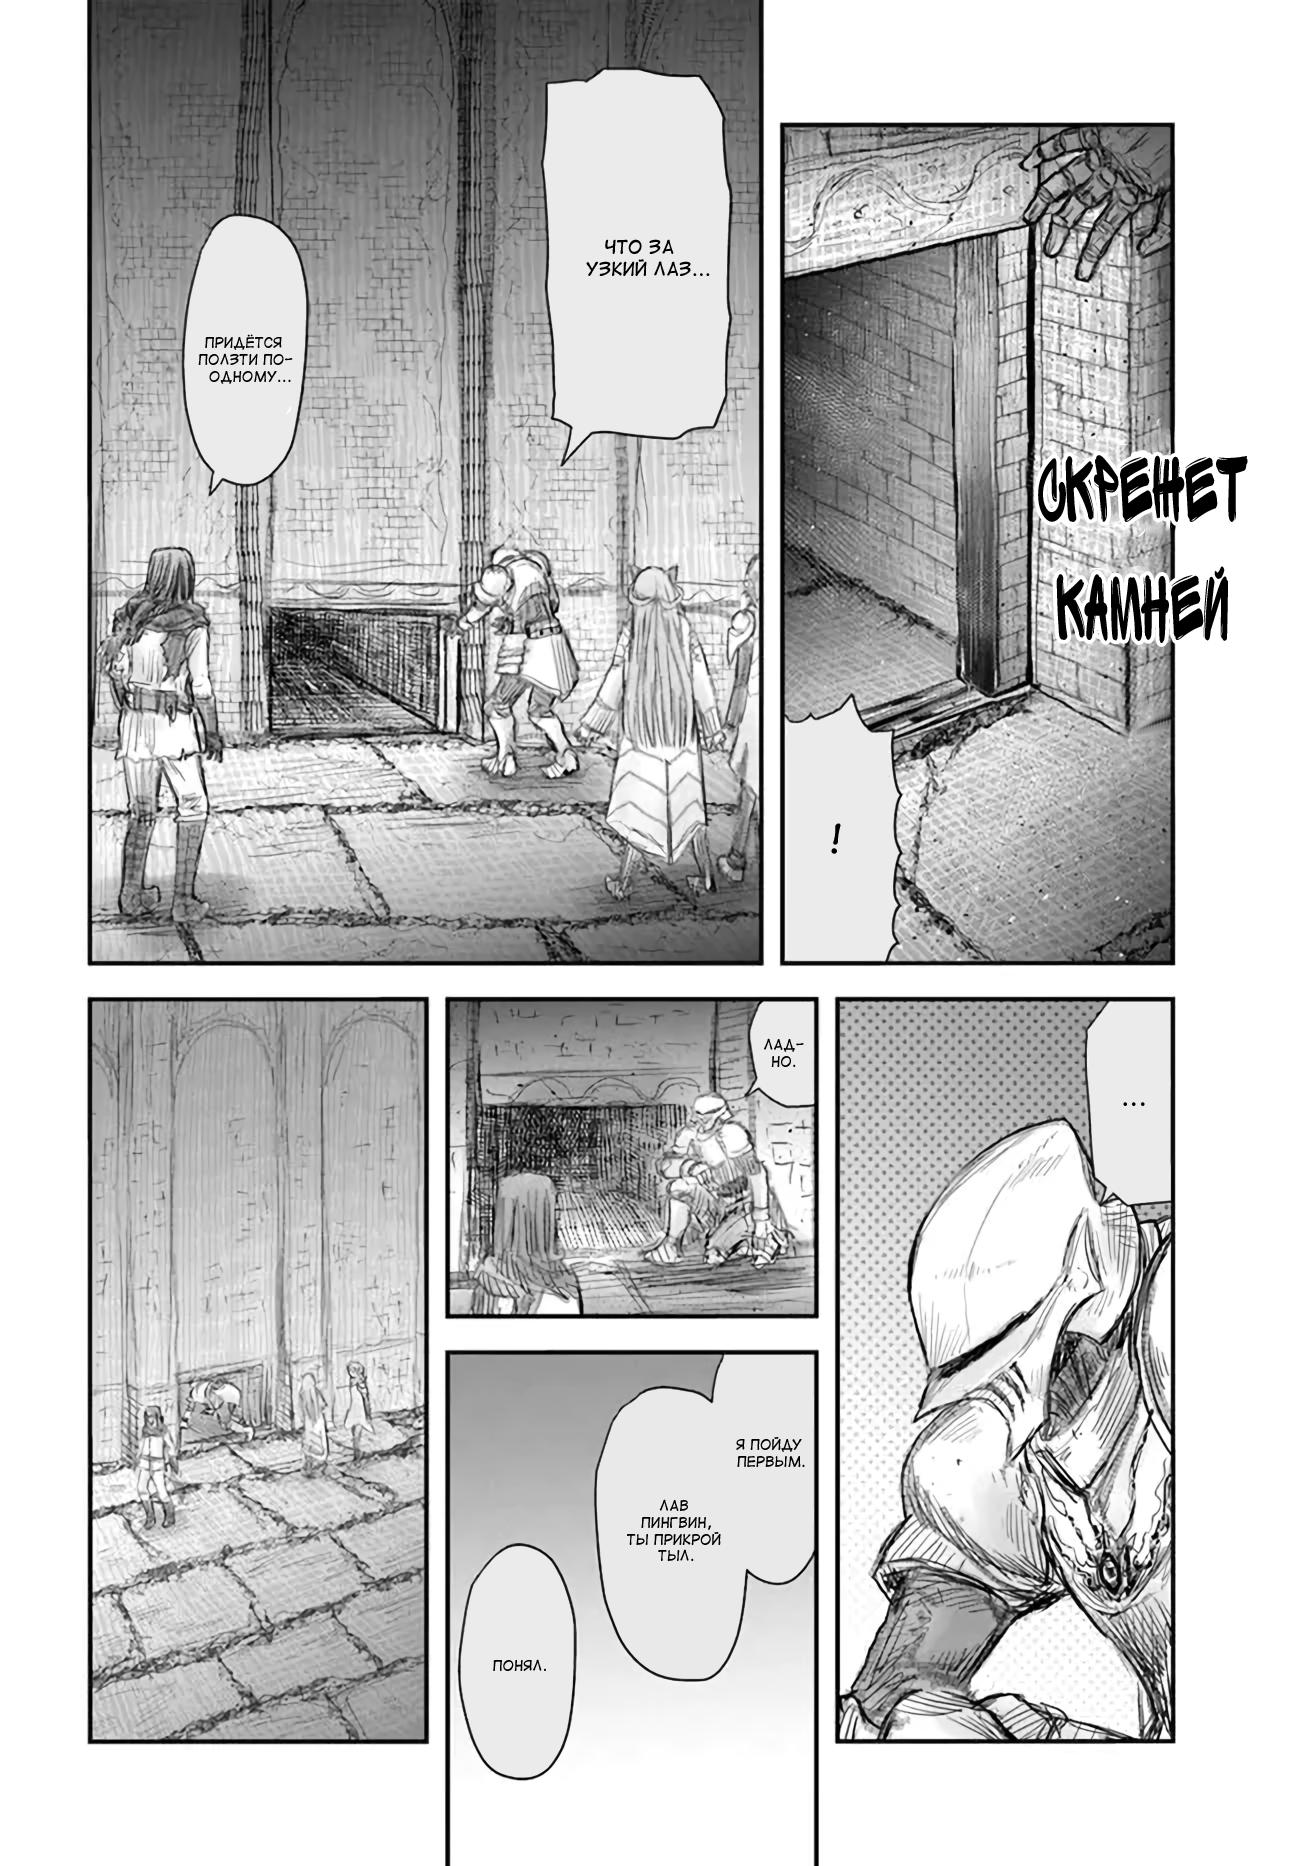 СКРЕЖЕТ
КАМНЕЙ
!
ЧТО ЗА
УЗКИЙ ЛАЗ...
ПРИДЁТСЯ
ПОЛЗТИ ПО-
ОДНОМУ...
...
ЛАД-
НО.
Я ПОЙДУ
ПЕРВЫМ.
ЛАВ
ПИНГВИН,
ТЫ ПРИКРОЙ
ТЫЛ.
ПОНЯЛ.